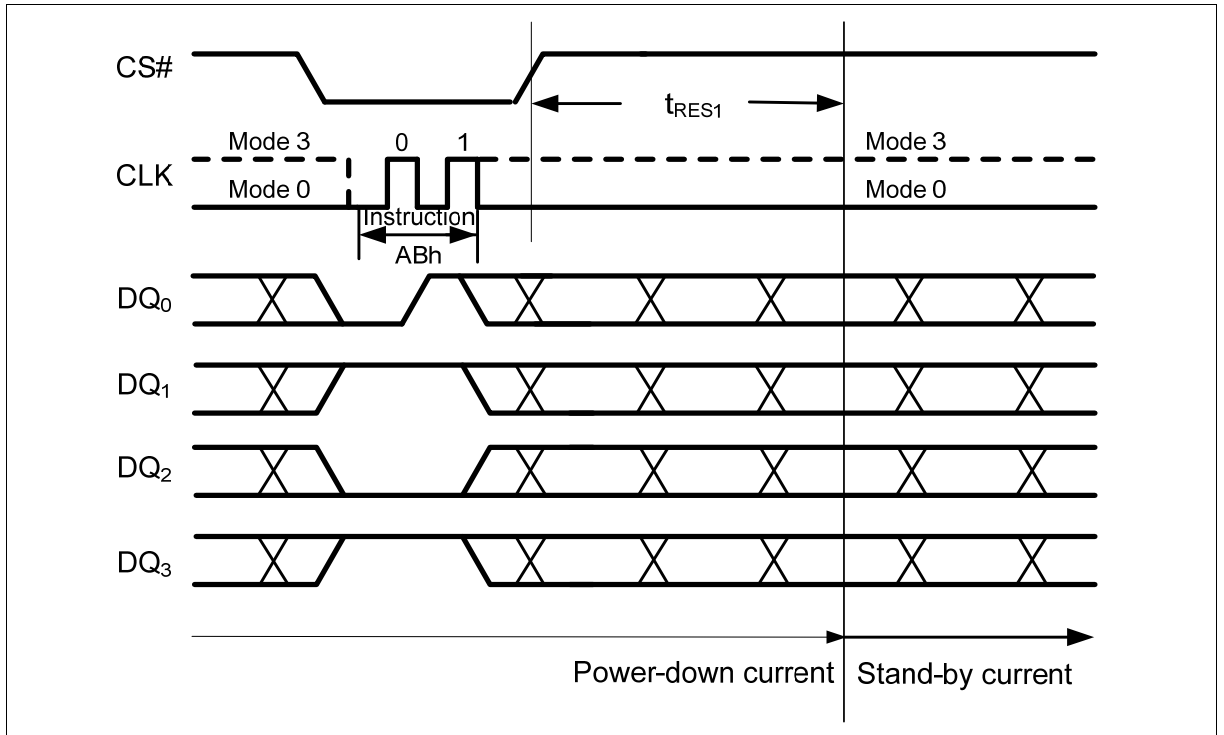 CS#
tRES1
Mode 3 0 1 Mode 3
CLK
Mode 0 Mode 0
Instruction
ABh
DQ0
DQ1
DQ2
DQ3
Power-down current Stand-by current